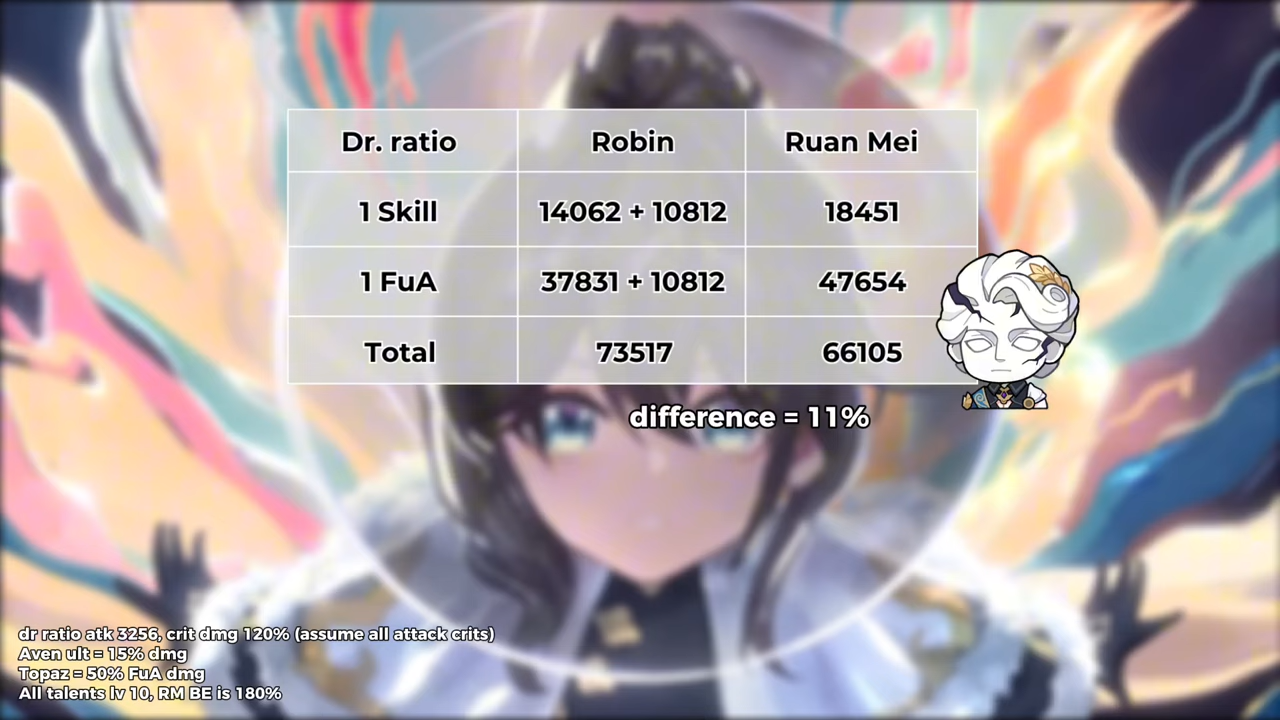 Dr. ratio Robin Ruan Mei
1 Skill 14062 + 10812 18451
1 FuA 37831 + 10812 47654
Total 73517 66105
difference = 11%
dr ratio atk 3256, crit dmg 120% (assume all attack crits)
Aven ult = 15% dmg
Topaz = 50% FuA dmg
All talents lv 10, RM BE is 180%